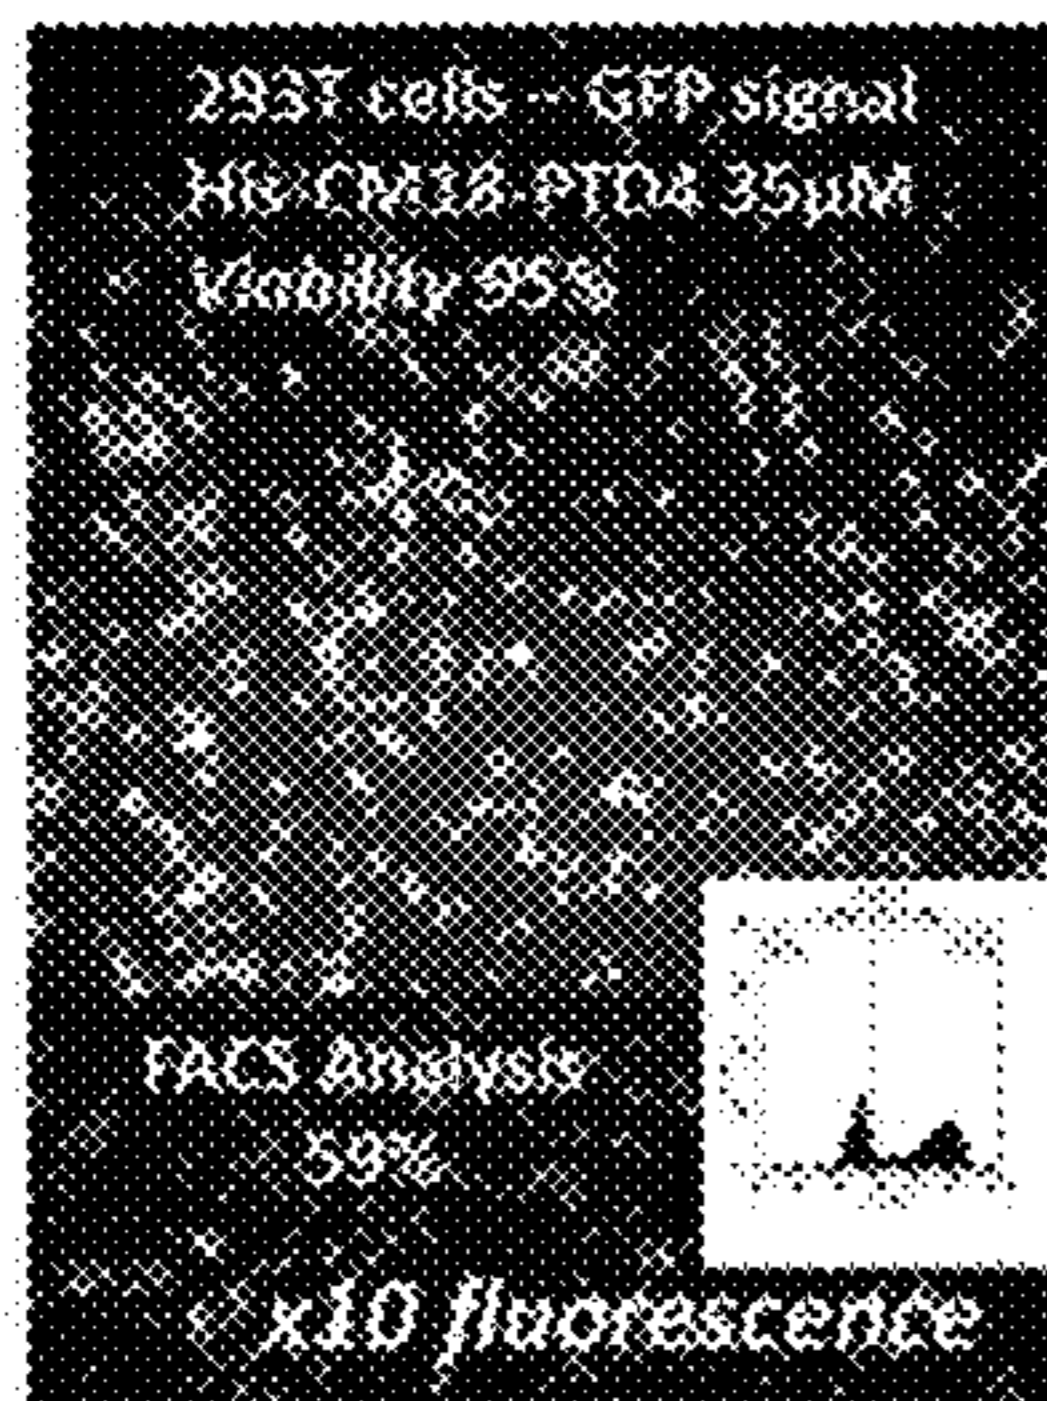 293T cells -- GFP signal
His-CM18-PTD4 35µM
Viability 95%
FACS Analysis
59%
x10 fluorescence